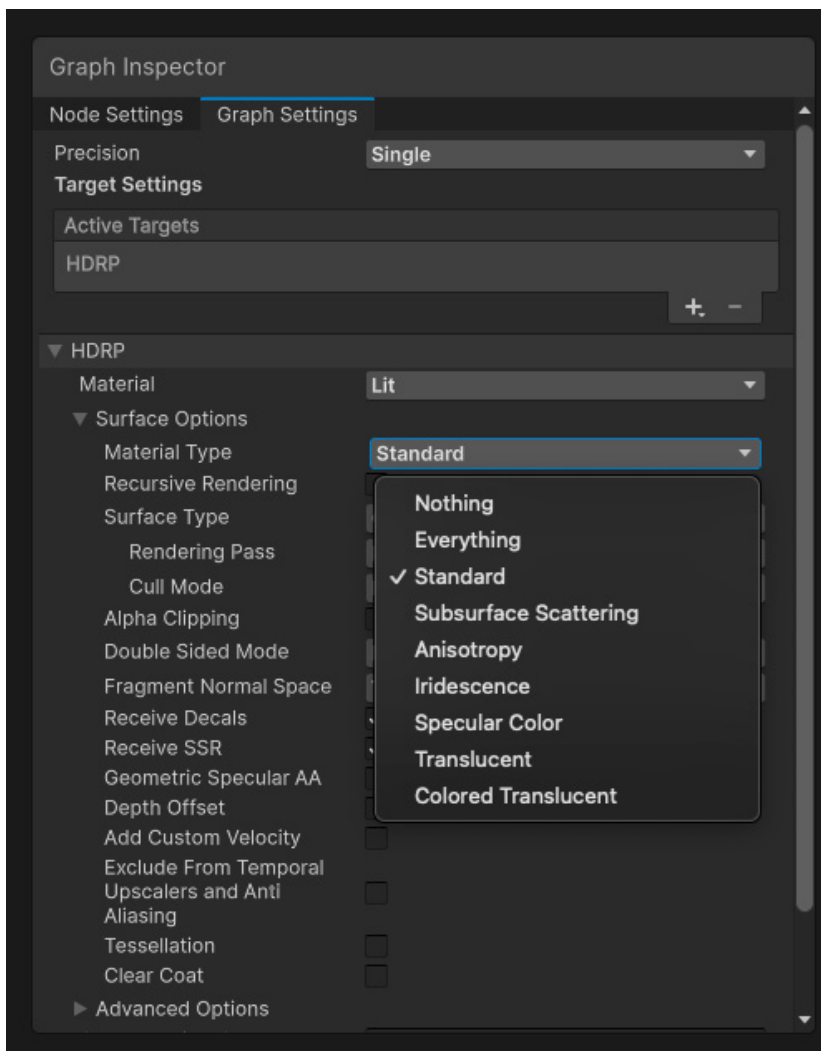 Graph Inspector
Node Settings Graph Settings
Precision Single
Target Settings
Active Targets
HDRP
HDRP
Material Lit
Surface Options
Material Type Standard
Recursive Rendering
Nothing
Surface Type
Everything
Rendering Pass
Cull Mode Standard
Alpha Clipping Subsurface Scattering
Double Sided Mode Anisotropy
Fragment Normal Space Iridescence
Receive Decals Specular Color
Receive SSR Translucent
Geometric Specular AA
Colored Translucent
Depth Offset
Add Custom Velocity
Exclude From Temporal
Upscalers and Anti
Aliasing
Tessellation
Clear Coat
Advanced Options